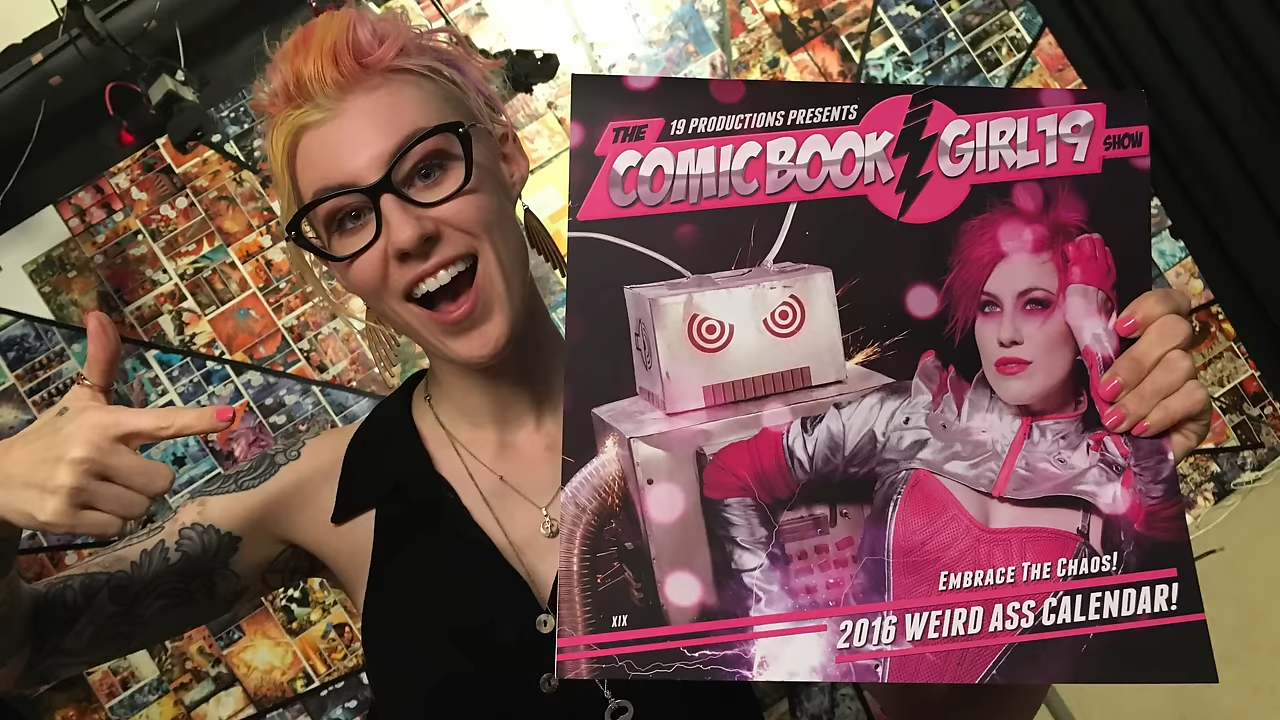 19 PRODUCTIONS PRESENTS
THE COMIC BOOK GIRL19 SHOW
EMBRACE THE CHAOS!
2016 WEIRD ASS CALENDAR!
XIX